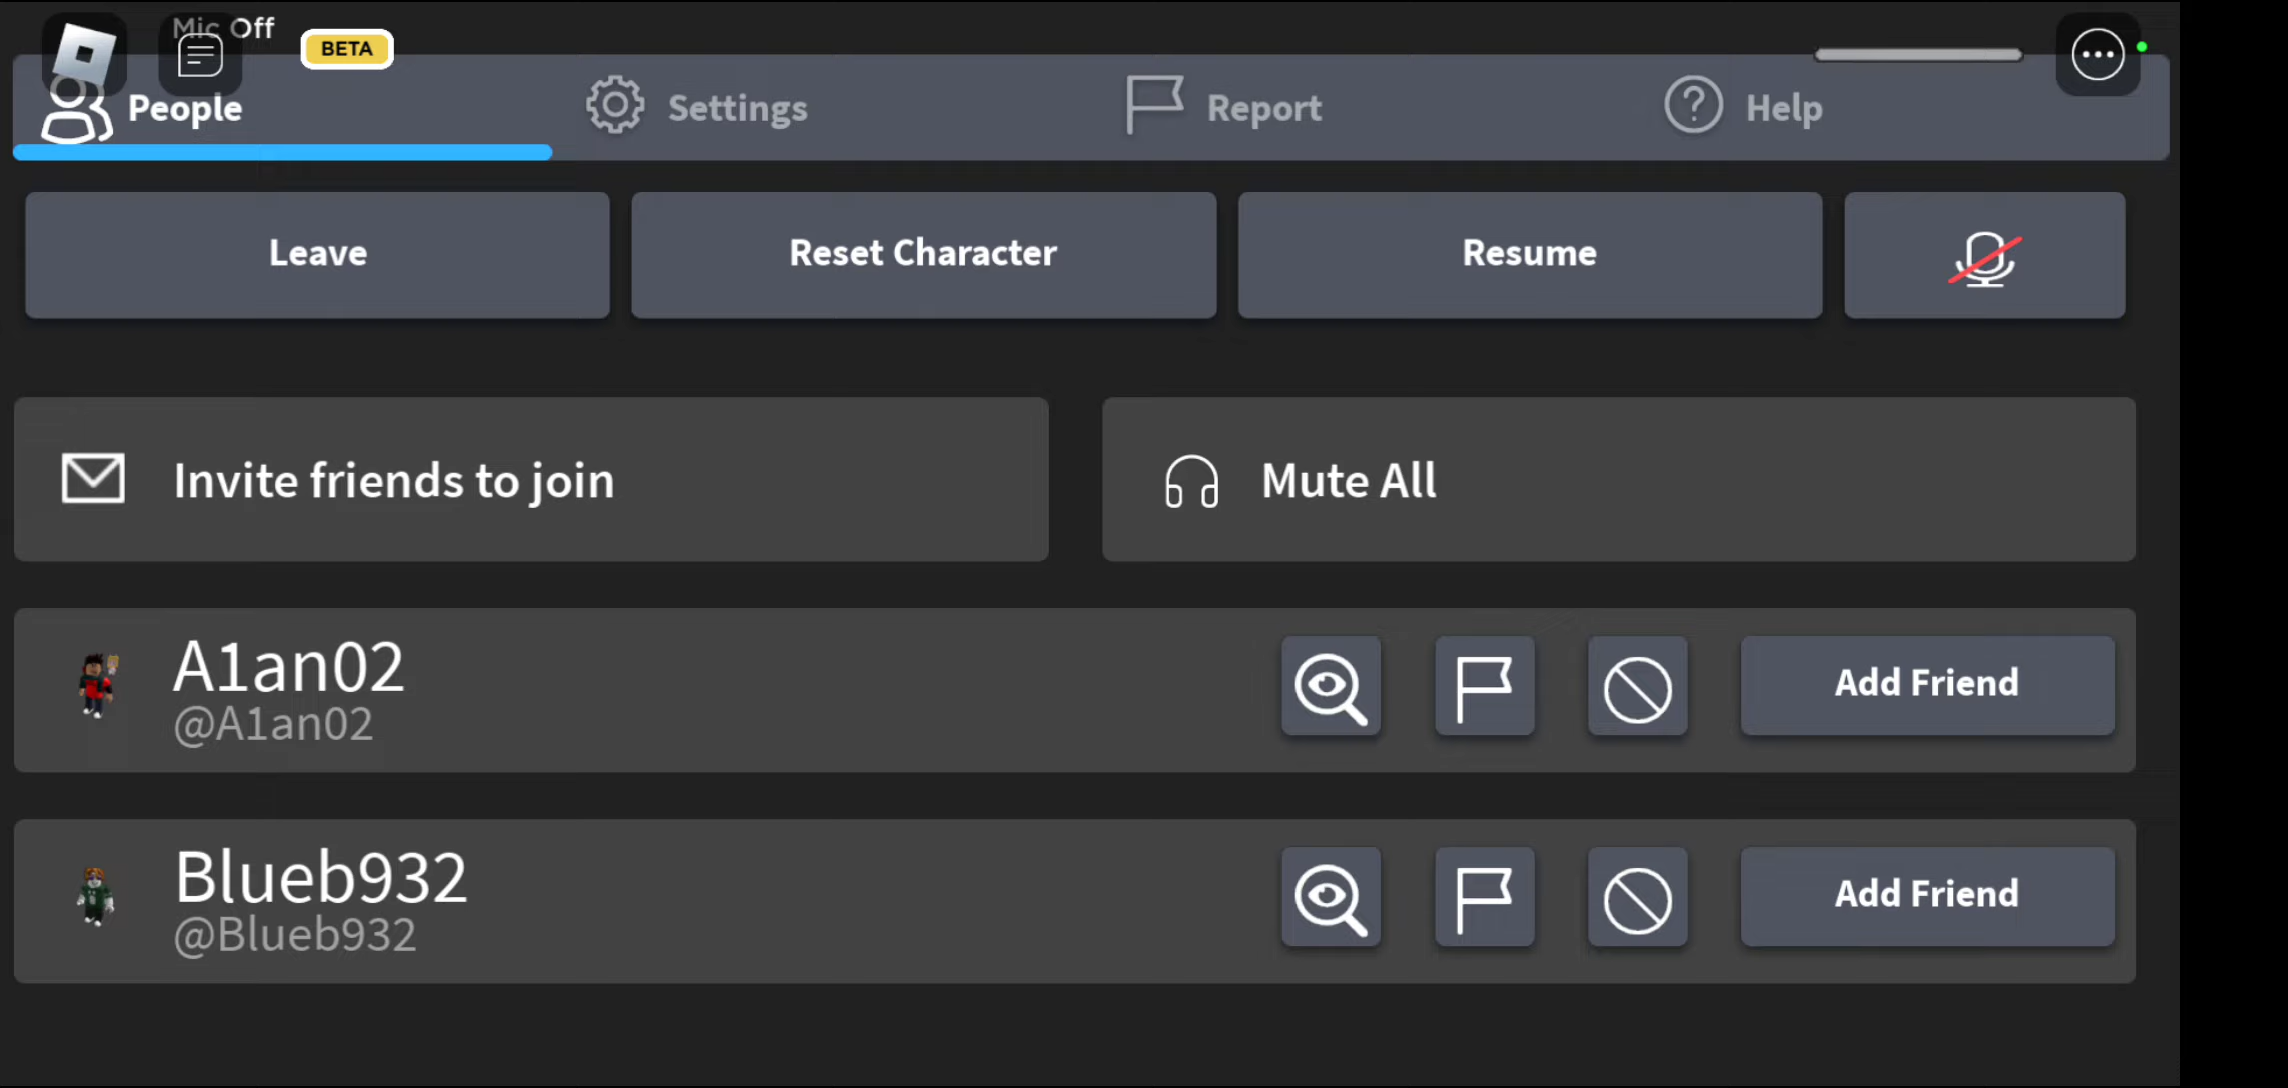 Mic Off
BETA
People
Settings
Report
Help
Leave
Reset Character
Resume
Invite friends to join
Mute All
A1an02
@A1an02
Add Friend
Blueb932
@Blueb932
Add Friend